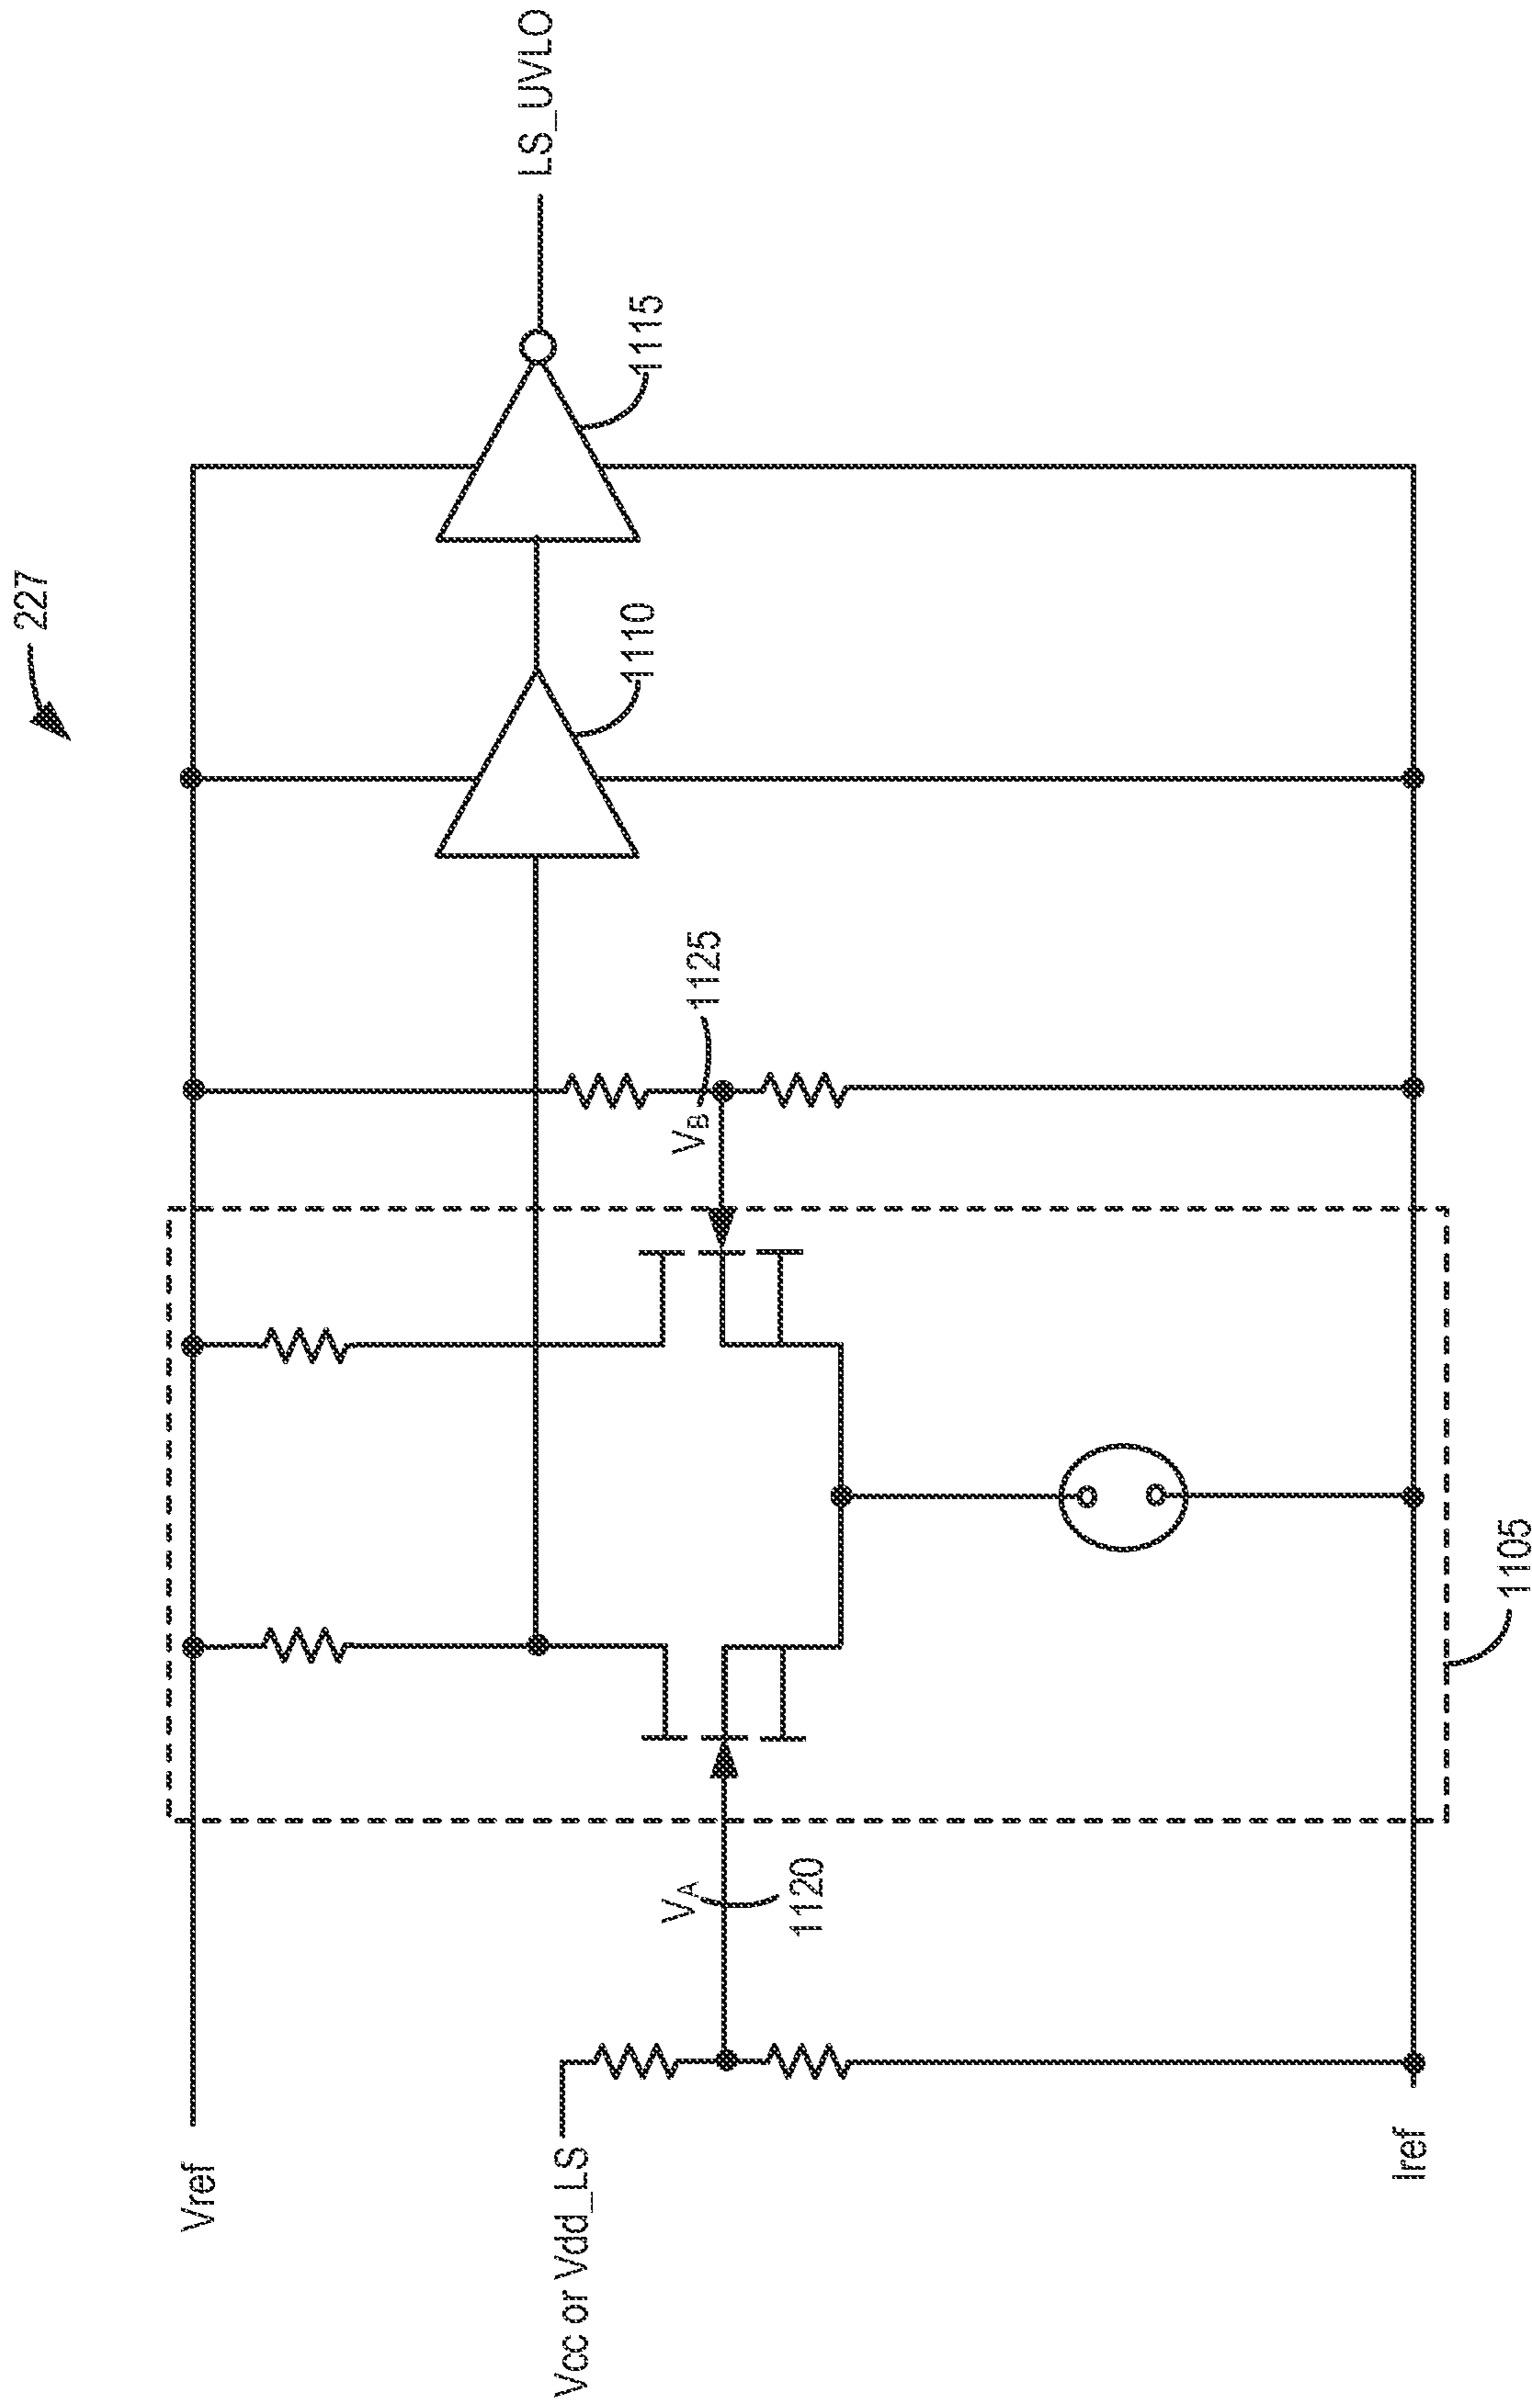 227
Vref
Vcc or Vdd_LS
Iref
VA
1120
VB
1125
1105
1110
1115
LS_UVLO